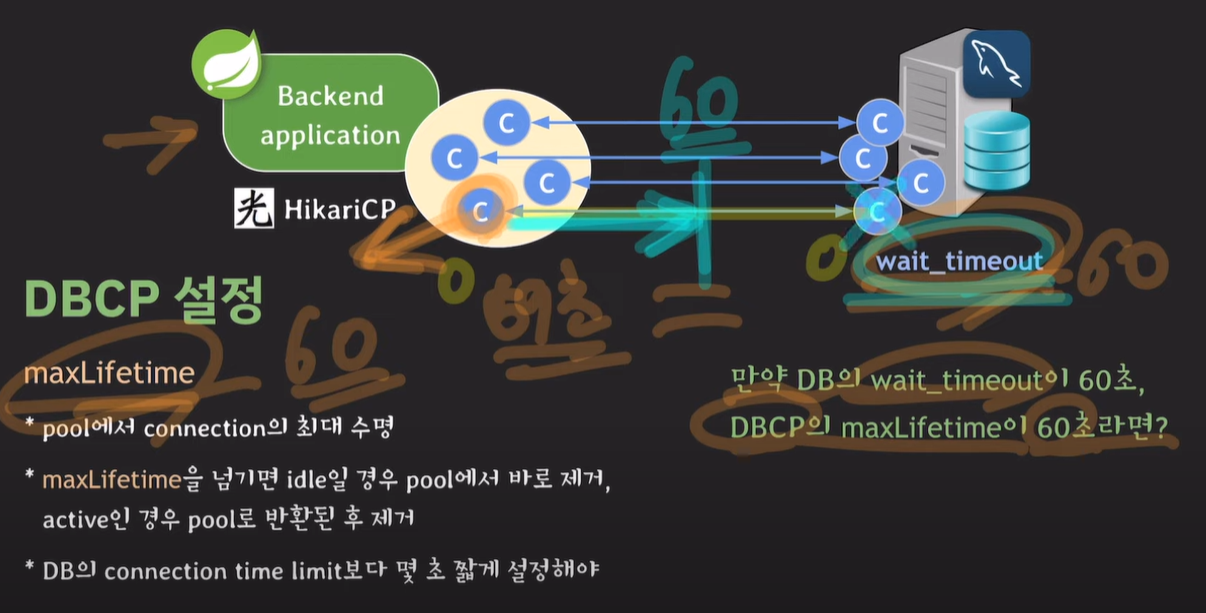 Backend
application
光 HikariCP
C
C
C
C
C
C
C
C
60
wait_timeout
60
0
0
69초
DBCP 설정
60
maxLifetime
* pool에서 connection의 최대 수명
* maxLifetime을 넘기면 idle일 경우 pool에서 바로 제거,
active인 경우 pool로 반환된 후 제거
* DB의 connection time limit보다 몇 초 짧게 설정해야
만약 DB의 wait_timeout이 60초,
DBCP의 maxLifetime이 60초라면?